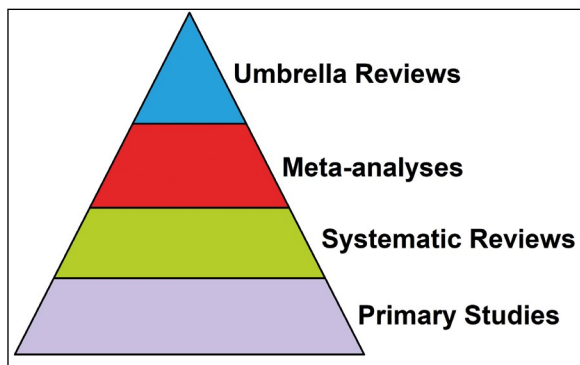 Umbrella Reviews
Meta-analyses
Systematic Reviews
Primary Studies